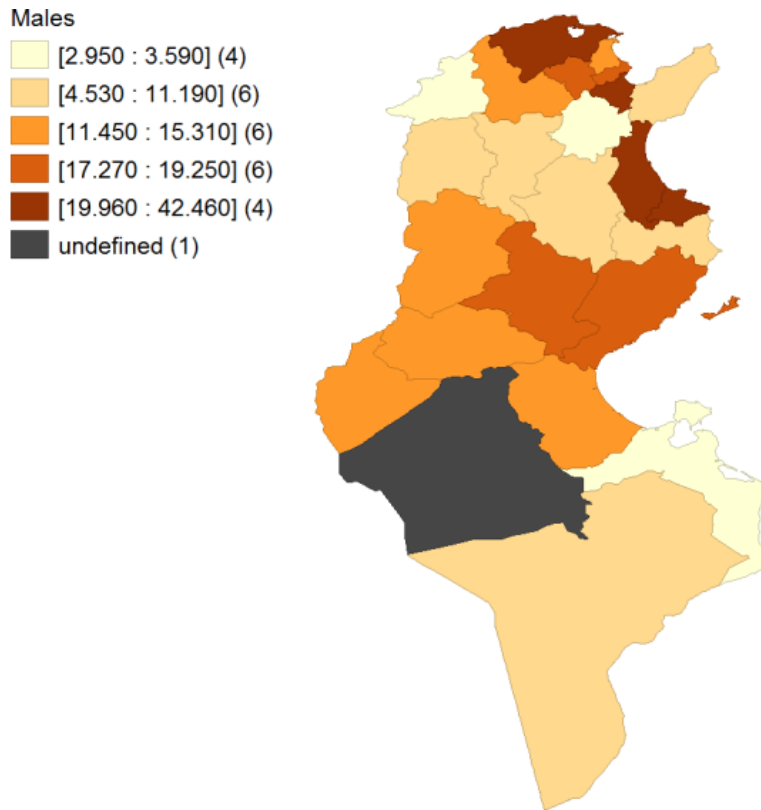 Males
[2.950 : 3.590] (4)
[4.530 : 11.190] (6)
[11.450 : 15.310] (6)
[17.270 : 19.250] (6)
[19.960 : 42.460] (4)
undefined (1)